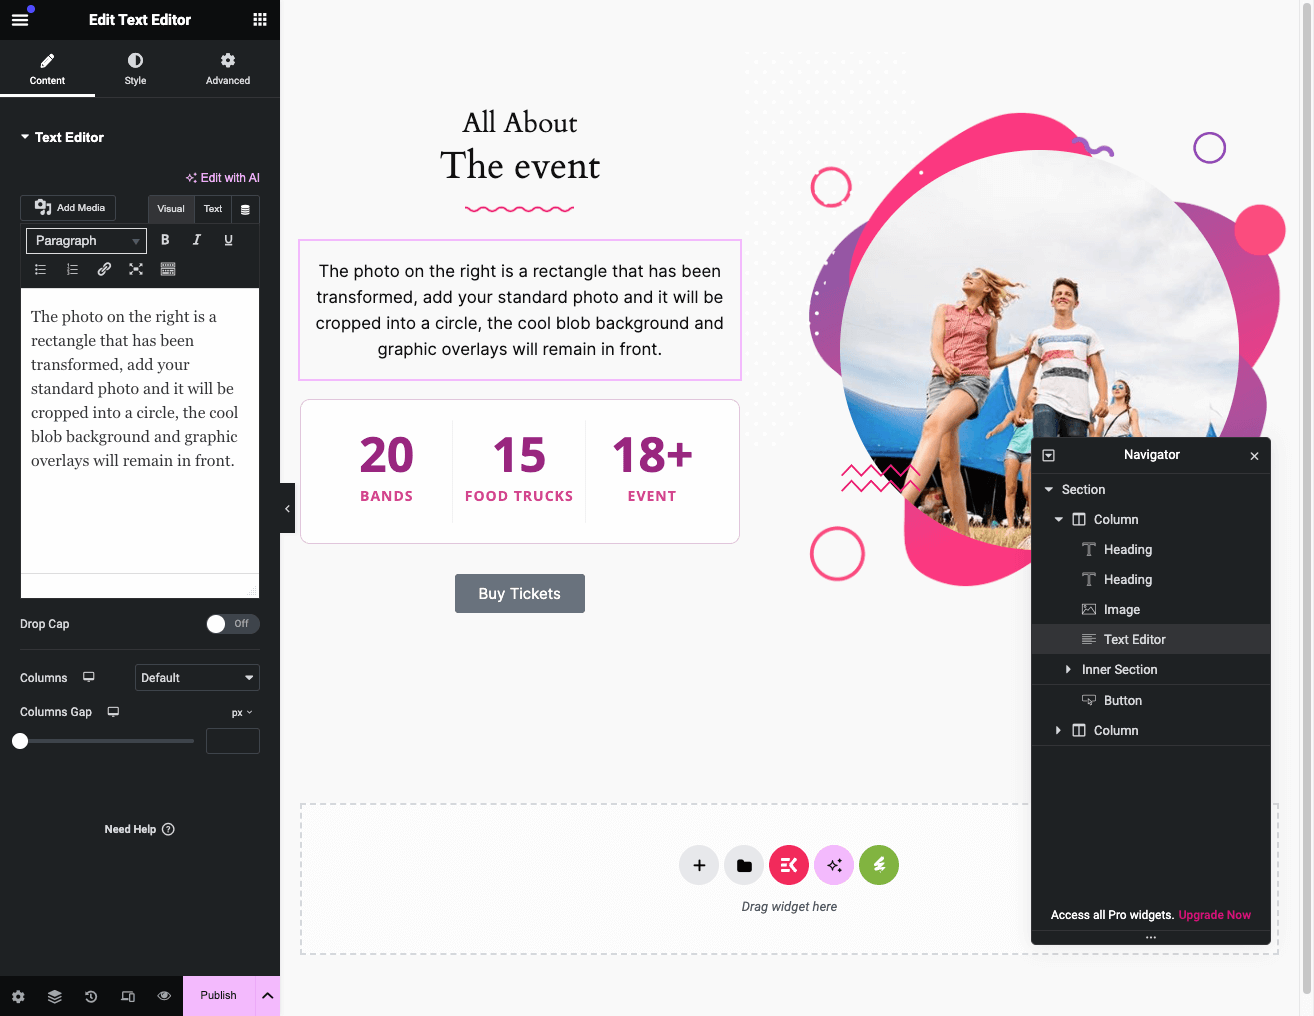 Edit Text Editor
Content
Style
Advanced
Text Editor
Edit with AI
Add Media
Visual
Text
Paragraph
B
I
U
The photo on the right is a
rectangle that has been
transformed, add your
standard photo and it will be
cropped into a circle, the cool
blob background and graphic
overlays will remain in front.
Drop Cap
Off
Columns
Default
Columns Gap
px
Need Help
Publish
All About
The event
The photo on the right is a rectangle that has been
transformed, add your standard photo and it will be
cropped into a circle, the cool blob background and
graphic overlays will remain in front.
20
BANDS
15
FOOD TRUCKS
18+
EVENT
Buy Tickets
Drag widget here
Navigator
Section
Column
Heading
Heading
Image
Text Editor
Inner Section
Button
Column
Access all Pro widgets. Upgrade Now